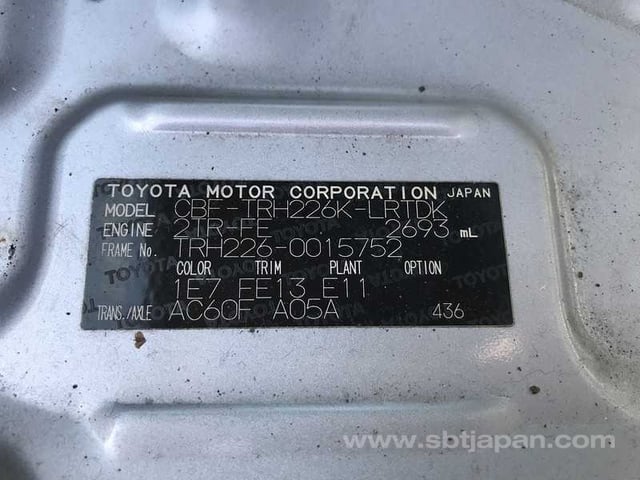 TOYOTA MOTOR CORPORATION JAPAN
MODEL CBF-TRH226K-LRTDK
ENGINE 2TR-FE 2693 mL
FRAME No. TRH226-0015752
COLOR TRIM PLANT OPTION
1E7 FE13 E11
TRANS./AXLE AC60F A05A 436
www.sbtjapan.com